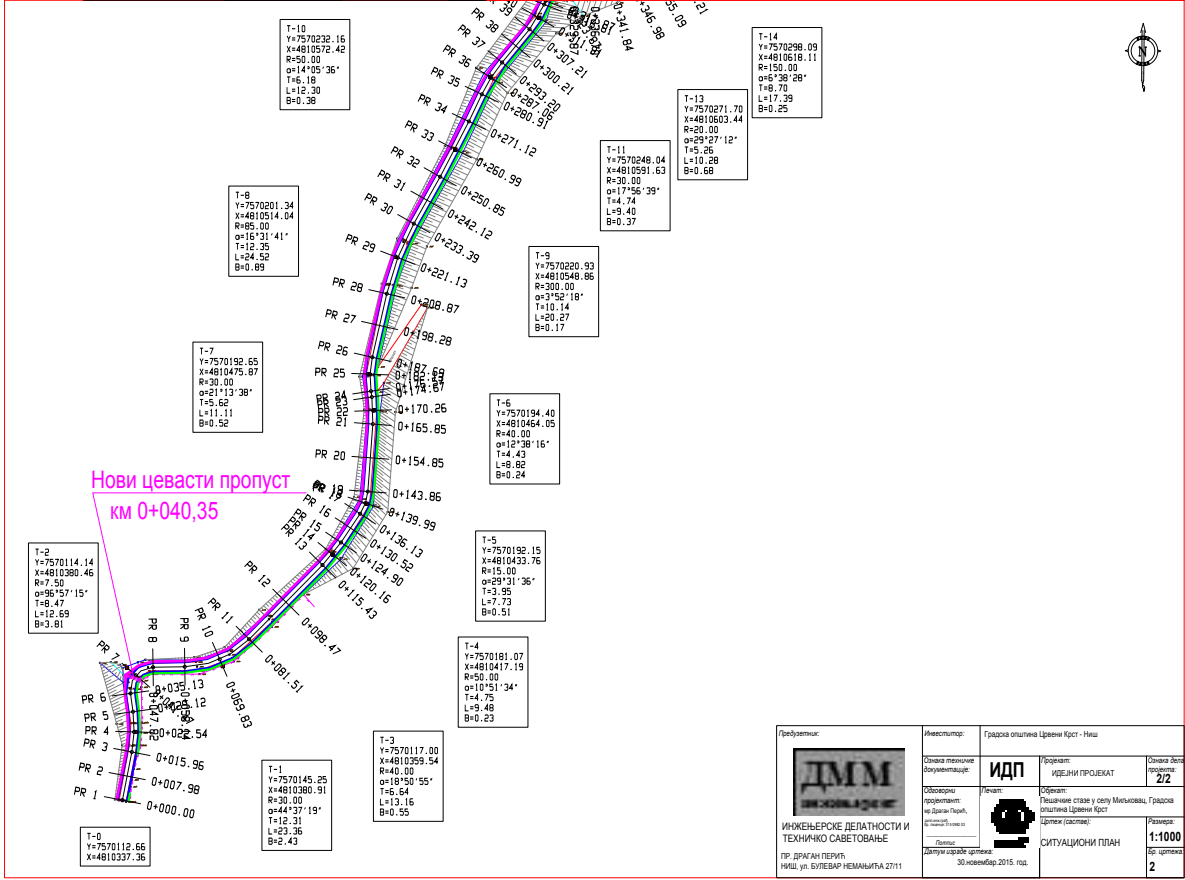 T-10
Y=7570232.16
X=4810572.42
R=50.00
α=14°05'36"
T=6.18
L=12.30
B=0.38
T-14
Y=7570298.09
X=4810618.11
R=150.00
α=6°38'28"
T=8.70
L=17.39
B=0.25
N
T-13
Y=7570271.70
X=4810603.44
R=20.00
α=29°27'12"
T=5.26
L=10.28
B=0.68
T-11
Y=7570248.04
X=4810591.63
R=30.00
α=17°56'39"
T=4.74
L=9.40
B=0.37
T-8
Y=7570201.34
X=4810514.04
R=85.00
α=16°31'41"
T=12.35
L=24.52
B=0.89
T-9
Y=7570220.93
X=4810548.86
R=300.00
α=3°52'18"
T=10.14
L=20.27
B=0.17
T-7
Y=7570192.65
X=4810475.87
R=30.00
α=21°13'38"
T=5.62
L=11.11
B=0.52
T-6
Y=7570194.40
X=4810464.05
R=40.00
α=12°38'16"
T=4.43
L=8.82
B=0.24
T-5
Y=7570192.15
X=4810433.76
R=15.00
α=29°31'36"
T=3.95
L=7.73
B=0.51
T-4
Y=7570181.07
X=4810417.19
R=50.00
α=10°51'34"
T=4.75
L=9.48
B=0.23
T-2
Y=7570114.14
X=4810380.46
R=7.50
α=96°57'15"
T=8.47
L=12.69
B=3.81
T-3
Y=7570117.00
X=4810359.54
R=40.00
α=18°50'55"
T=6.64
L=13.16
B=0.55
T-1
Y=7570145.25
X=4810380.91
R=30.00
α=44°37'19"
T=12.31
L=23.36
B=2.43
T-0
Y=7570112.66
X=4810337.36
Нови цевасти пропуст
км 0+040,35
0+341.84
0+346.98
PR 38
0+307.21
PR 37
0+300.21
PR 36
0+293.20
0+287.06
PR 35
0+280.91
PR 34
0+271.12
PR 33
0+260.99
PR 32
0+250.85
PR 31
0+242.12
PR 30
0+233.39
PR 29
0+221.13
PR 28
0+208.87
PR 27
0+198.28
PR 26
0+187.69
PR 25
PR 24
0+174.67
PR 23
PR 22
0+170.26
PR 21
0+165.85
PR 20
0+154.85
PR 19
0+143.86
0+139.99
PR 16
0+136.13
PR 15
0+130.52
PR 14
0+124.90
PR 13
0+120.16
0+115.43
PR 12
0+098.47
PR 11
0+081.51
PR 10
0+069.83
PR 9
PR 8
0+047.82
PR 7
0+035.13
PR 6
PR 5
PR 4
0+022.54
PR 3
0+015.96
PR 2
0+007.98
PR 1
0+000.00
Предузетник:
ДММ
ИНЖЕЊЕРСКЕ ДЕЛАТНОСТИ И
ТЕХНИЧКО САВЕТОВАЊЕ
ПР. ДРАГАН ПЕРИЋ
НИШ, ул. БУЛЕВАР НЕМАЊИЋА 27/11
Инвеститор:
Градска општина Црвени Крст - Ниш
Ознака техничке
документације:
ИДП
Пројекат:
ИДЕЈНИ ПРОЈЕКАТ
Ознака дела
пројекта:
2/2
Одговорни
пројектант:
мр Драган Перић,
Потпис
Печат:
Објекат:
Пешачке стазе у селу Миљковац, Градска
општина Црвени Крст
Цртеж (састав):
СИТУАЦИОНИ ПЛАН
Размера:
1:1000
Датум израде цртежа:
30.новембар.2015. год.
Бр. цртежа:
2